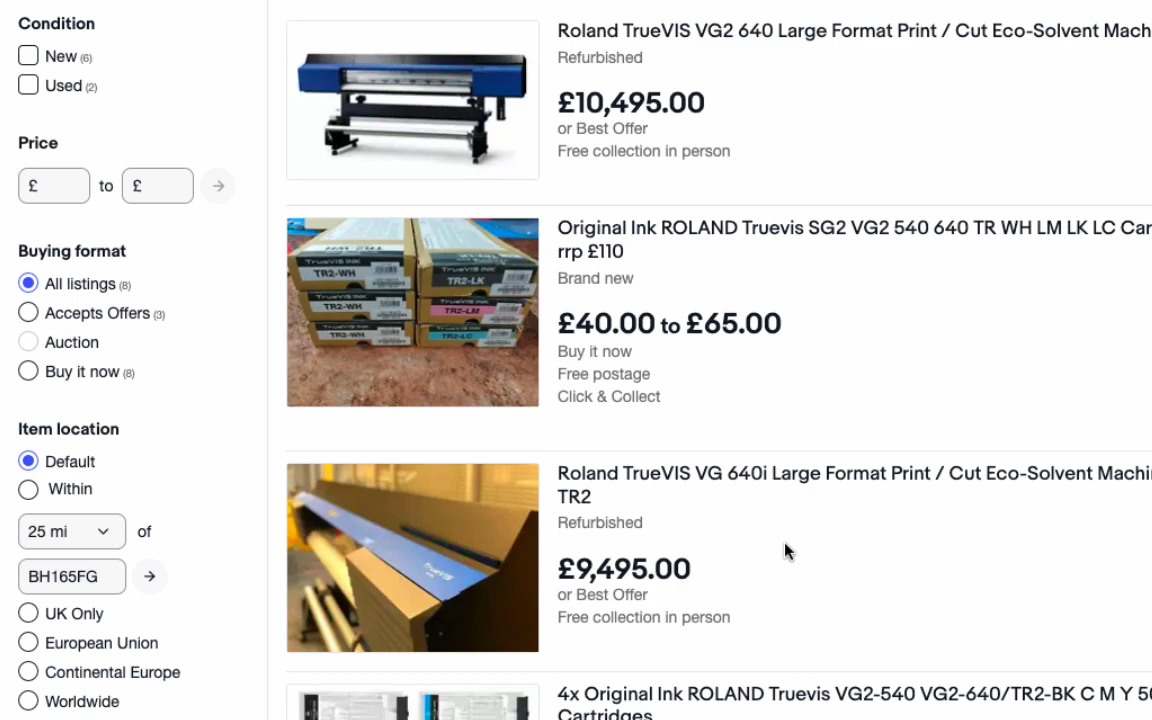 Condition
New (6)
Used (2)
Price
£ to £
Buying format
All listings (8)
Accepts Offers (3)
Auction
Buy it now (8)
Item location
Default
Within
25 mi of
BH165FG
UK Only
European Union
Continental Europe
Worldwide
Roland TrueVIS VG2 640 Large Format Print / Cut Eco-Solvent Mach
Refurbished
£10,495.00
or Best Offer
Free collection in person
TR2-WH
TrueVIS INK
TR2-WH
TR2-WH
TrueVIS INK
TR2-LK
TR2-LM
TR2-LC
Original Ink ROLAND Truevis SG2 VG2 540 640 TR WH LM LK LC Car
rrp £110
Brand new
£40.00 to £65.00
Buy it now
Free postage
Click & Collect
TrueVIS
Roland TrueVIS VG 640i Large Format Print / Cut Eco-Solvent Machi
TR2
Refurbished
£9,495.00
or Best Offer
Free collection in person
4x Original Ink ROLAND Truevis VG2-540 VG2-640/TR2-BK C M Y 50
Cartridges